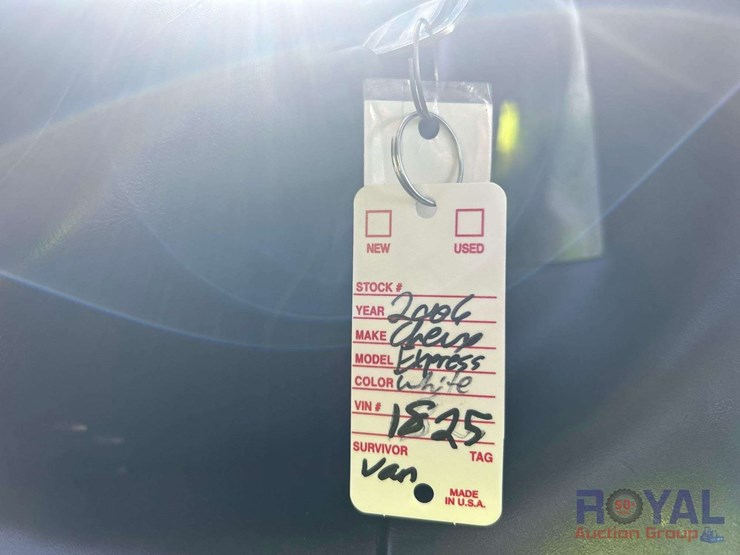 NEW USED
STOCK #
YEAR 2006
MAKE Chevy
MODEL Express
COLOR White
VIN # 1825
SURVIVOR TAG
Van
MADE
IN U.S.A.
ROYAL
Auction Group